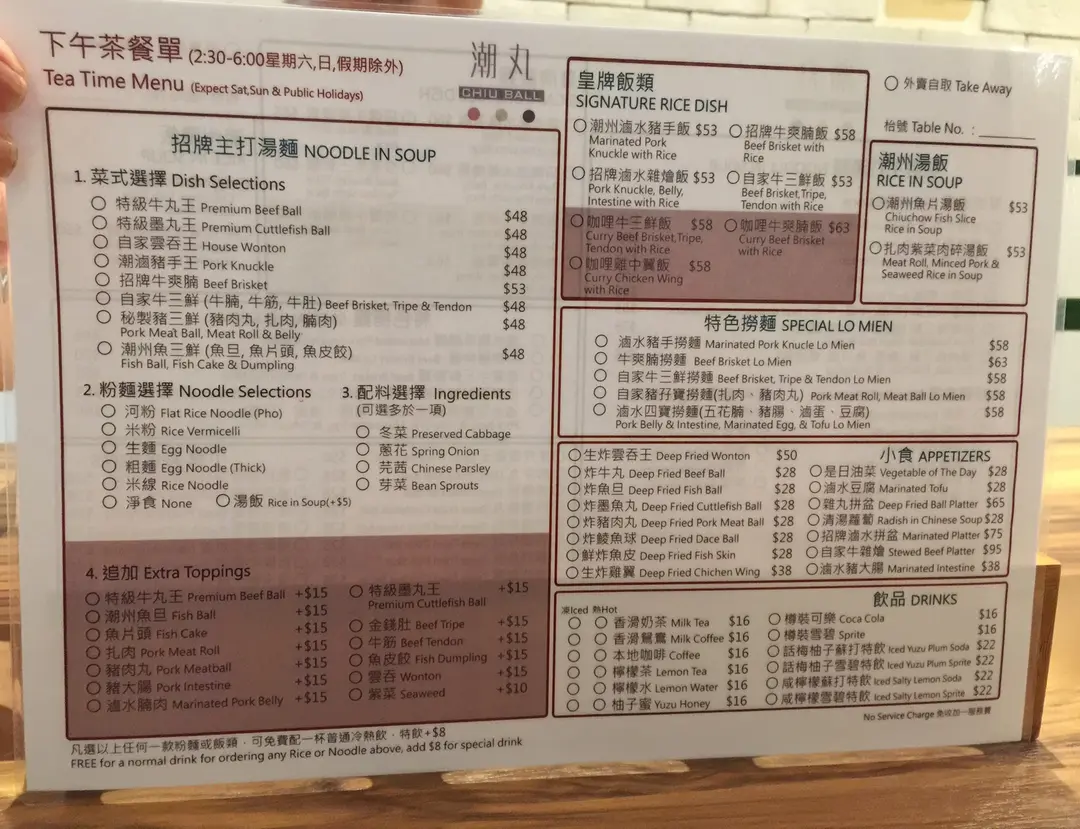 下午茶餐單 (2:30-6:00星期六,日,假期除外)
Tea Time Menu (Expect Sat,Sun & Public Holidays)
潮丸
CHIU BALL
招牌主打湯麵 NOODLE IN SOUP
1. 菜式選擇 Dish Selections
特級牛丸王 Premium Beef Ball $48
特級墨丸王 Premium Cuttlefish Ball $48
自家雲吞王 House Wonton $48
潮滷豬手王 Pork Knuckle $48
招牌牛爽腩 Beef Brisket $53
自家牛三鮮 (牛腩, 牛筋, 牛肚) Beef Brisket, Tripe & Tendon $48
秘製豬三鮮 (豬肉丸, 扎肉, 腩肉) $48
Pork Meat Ball, Meat Roll & Belly
潮州魚三鮮 (魚旦, 魚片頭, 魚皮餃) $48
Fish Ball, Fish Cake & Dumpling
2. 粉麵選擇 Noodle Selections
河粉 Flat Rice Noodle (Pho)
米粉 Rice Vermicelli
生麵 Egg Noodle
粗麵 Egg Noodle (Thick)
米線 Rice Noodle
淨食 None 湯飯 Rice in Soup(+$5)
3. 配料選擇 Ingredients
(可選多於一項)
冬菜 Preserved Cabbage
蔥花 Spring Onion
芫茜 Chinese Parsley
芽菜 Bean Sprouts
4. 追加 Extra Toppings
特級牛丸王 Premium Beef Ball +$15
潮州魚旦 Fish Ball +$15
魚片頭 Fish Cake +$15
扎肉 Pork Meat Roll +$15
豬肉丸 Pork Meatball +$15
豬大腸 Pork Intestine +$15
滷水腩肉 Marinated Pork Belly +$15
特級墨丸王 +$15
Premium Cuttlefish Ball
金錢肚 Beef Tripe +$15
牛筋 Beef Tendon +$15
魚皮餃 Fish Dumpling +$15
雲吞 Wonton +$15
紫菜 Seaweed +$10
凡選以上任何一款粉麵或飯類，可免費配一杯普通冷熱飲，特飲+$8
FREE for a normal drink for ordering any Rice or Noodle above, add $8 for special drink
皇牌飯類
SIGNATURE RICE DISH
潮州滷水豬手飯 $53
Marinated Pork
Knuckle with Rice
招牌牛爽腩飯 $58
Beef Brisket with
Rice
招牌滷水雜燴飯 $53
Pork Knuckle, Belly,
Intestine with Rice
自家牛三鮮飯 $53
Beef Brisket,Tripe,
Tendon with Rice
咖哩牛三鮮飯 $58
Curry Beef Brisket,Tripe,
Tendon with Rice
咖哩牛爽腩飯 $63
Curry Beef Brisket
with Rice
咖哩雞中翼飯 $58
Curry Chicken Wing
with Rice
外賣自取 Take Away
枱號 Table No. :
潮州湯飯
RICE IN SOUP
潮州魚片湯飯 $53
Chiuchow Fish Slice
Rice in Soup
扎肉紫菜肉碎湯飯 $53
Meat Roll, Minced Pork &
Seaweed Rice in Soup
特色撈麵 SPECIAL LO MIEN
滷水豬手撈麵 Marinated Pork Knucle Lo Mien $58
牛爽腩撈麵 Beef Brisket Lo Mien $63
自家牛三鮮撈麵 Beef Brisket, Tripe & Tendon Lo Mien $58
自家豬孖寶撈麵(扎肉、豬肉丸) Pork Meat Roll, Meat Ball Lo Mien $58
滷水四寶撈麵(五花腩、豬腸、滷蛋、豆腐) $58
Pork Belly & Intestine, Marinated Egg, & Tofu Lo Mien
小食 APPETIZERS
生炸雲吞王 Deep Fried Wonton $50
炸牛丸 Deep Fried Beef Ball $28
炸魚旦 Deep Fried Fish Ball $28
炸墨魚丸 Deep Fried Cuttlefish Ball $28
炸豬肉丸 Deep Fried Pork Meat Ball $28
炸鯪魚球 Deep Fried Dace Ball $28
鮮炸魚皮 Deep Fried Fish Skin $28
生炸雞翼 Deep Fried Chichen Wing $38
是日油菜 Vegetable of The Day $28
滷水豆腐 Marinated Tofu $28
雜丸拼盆 Deep Fried Ball Platter $65
清湯蘿蔔 Radish in Chinese Soup $28
招牌滷水拼盆 Marinated Platter $75
自家牛雜燴 Stewed Beef Platter $95
滷水豬大腸 Marinated Intestine $38
飲品 DRINKS
凍Iced 熱Hot
香滑奶茶 Milk Tea $16
香滑鴛鴦 Milk Coffee $16
本地咖啡 Coffee $16
檸檬茶 Lemon Tea $16
檸檬水 Lemon Water $16
柚子蜜 Yuzu Honey $16
樽裝可樂 Coca Cola $16
樽裝雪碧 Sprite $16
話梅柚子蘇打特飲 Iced Yuzu Plum Soda $22
話梅柚子雪碧特飲 Iced Yuzu Plum Sprite $22
咸檸檬蘇打特飲 Iced Salty Lemon Soda $22
咸檸檬雪碧特飲 Iced Salty Lemon Sprite $22
No Service Charge 免收加一服務費